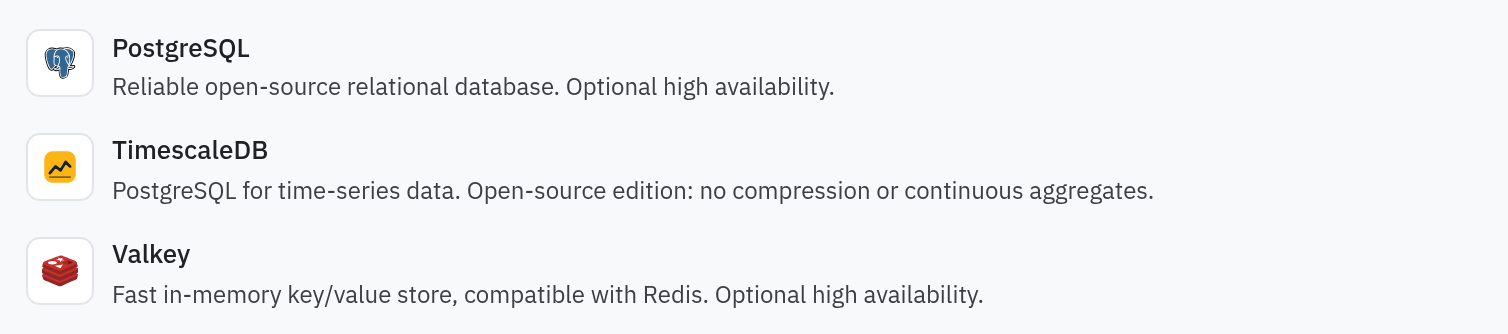 PostgreSQL
Reliable open-source relational database. Optional high availability.
TimescaleDB
PostgreSQL for time-series data. Open-source edition: no compression or continuous aggregates.
Valkey
Fast in-memory key/value store, compatible with Redis. Optional high availability.